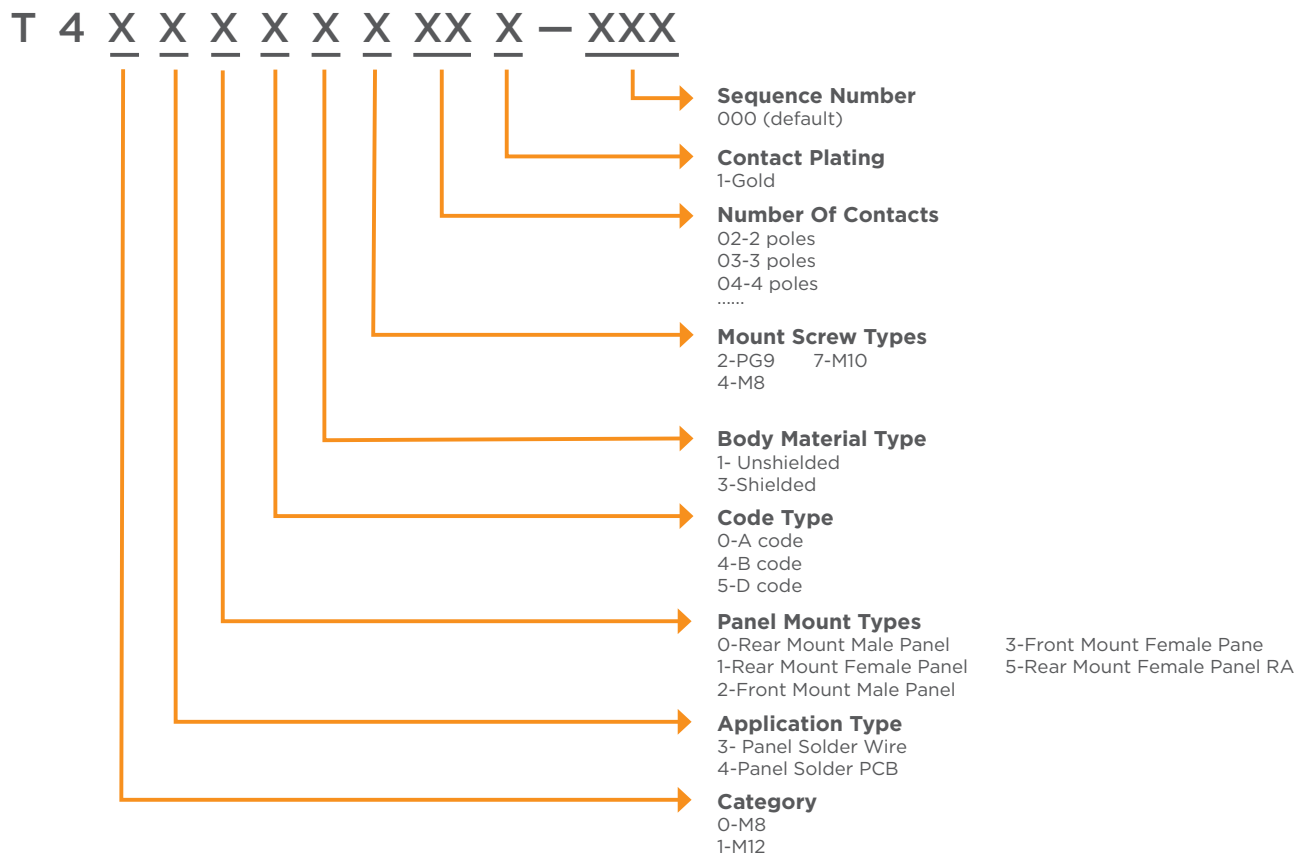 T 4 X X X X X X XX X — XXX
Sequence Number
000 (default)
Contact Plating
1-Gold
Number Of Contacts
02-2 poles
03-3 poles
04-4 poles
......
Mount Screw Types
2-PG9 7-M10
4-M8
Body Material Type
1- Unshielded
3-Shielded
Code Type
0-A code
4-B code
5-D code
Panel Mount Types
0-Rear Mount Male Panel 3-Front Mount Female Pane
1-Rear Mount Female Panel 5-Rear Mount Female Panel RA
2-Front Mount Male Panel
Application Type
3- Panel Solder Wire
4-Panel Solder PCB
Category
0-M8
1-M12